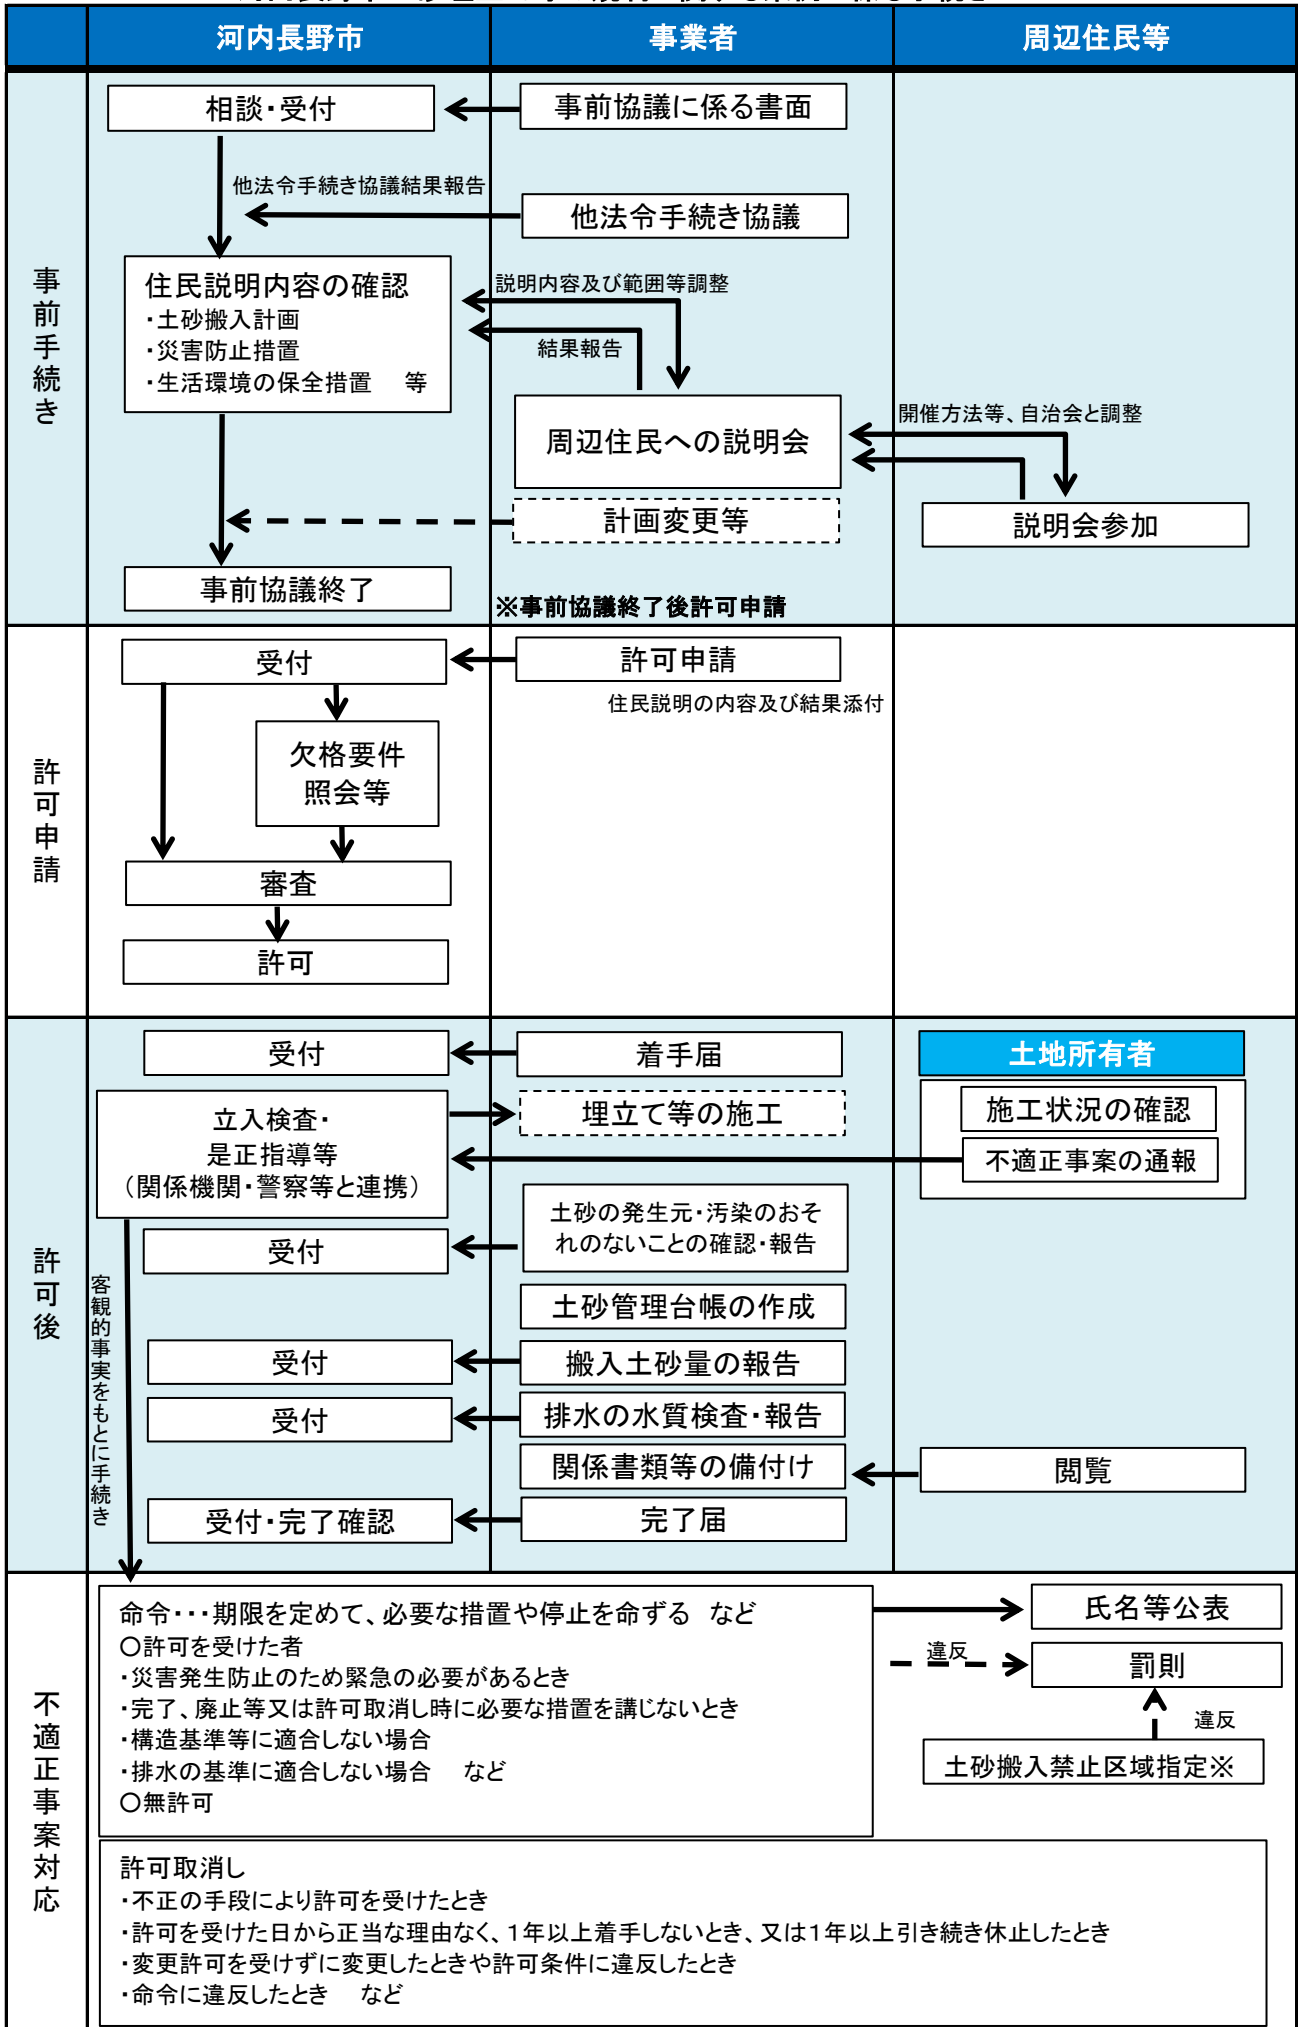 河内長野市
事業者
周辺住民等
事前手続き
相談・受付
事前協議に係る書面
他法令手続き協議結果報告
他法令手続き協議
住民説明内容の確認
・土砂搬入計画
・災害防止措置
・生活環境の保全措置　等
説明内容及び範囲等調整
結果報告
周辺住民への説明会
開催方法等、自治会と調整
計画変更等
説明会参加
事前協議終了
※事前協議終了後許可申請
許可申請
受付
許可申請
住民説明の内容及び結果添付
欠格要件
照会等
審査
許可
許可後
受付
着手届
土地所有者
立入検査・
是正指導等
（関係機関・警察等と連携）
埋立て等の施工
施工状況の確認
不適正事案の通報
受付
土砂の発生元・汚染のおそ
れのないことの確認・報告
客観的事実をもとに手続き
土砂管理台帳の作成
受付
搬入土砂量の報告
受付
排水の水質検査・報告
関係書類等の備付け
閲覧
受付・完了確認
完了届
不適正事案対応
命令・・・期限を定めて、必要な措置や停止を命ずる　など
○許可を受けた者
・災害発生防止のため緊急の必要があるとき
・完了、廃止等又は許可取消し時に必要な措置を講じないとき
・構造基準等に適合しない場合
・排水の基準に適合しない場合　など
○無許可
氏名等公表
違反
罰則
違反
土砂搬入禁止区域指定※
許可取消し
・不正の手段により許可を受けたとき
・許可を受けた日から正当な理由なく、１年以上着手しないとき、又は１年以上引き続き休止したとき
・変更許可を受けずに変更したときや許可条件に違反したとき
・命令に違反したとき　など